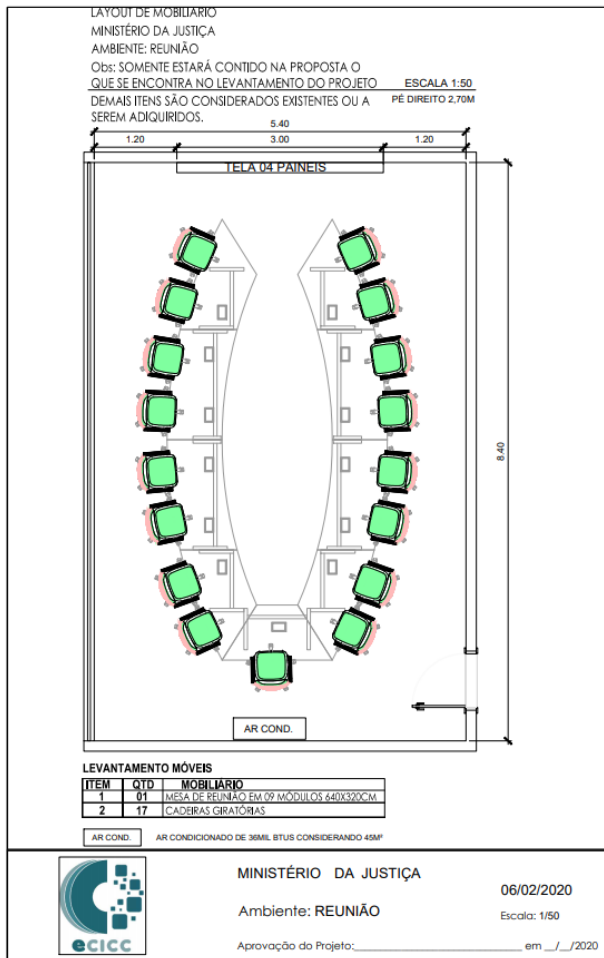 LAYOUT DE MOBILIARIO
MINISTÉRIO DA JUSTIÇA
AMBIENTE: REUNIÃO
Obs: SOMENTE ESTARÁ CONTIDO NA PROPOSTA O
QUE SE ENCONTRA NO LEVANTAMENTO DO PROJETO
DEMAIS ITENS SÃO CONSIDERADOS EXISTENTES OU A
SEREM ADIQUIRIDOS.
ESCALA 1:50
PÉ DIREITO 2,70M
5.40
1.20
3.00
1.20
TELA 04 PAINEIS
8.40
AR COND.
LEVANTAMENTO MÓVEIS
ITEM QTD MOBILIÁRIO
1 01 MESA DE REUNIÃO EM 09 MÓDULOS 640X320CM
2 17 CADEIRAS GIRATÓRIAS
AR COND. AR CONDICIONADO DE 36MIL BTUS CONSIDERANDO 45M²
eCICC
MINISTÉRIO DA JUSTIÇA
06/02/2020
Ambiente: REUNIÃO
Escala: 1/50
Aprovação do Projeto:______________________ em __/__/2020